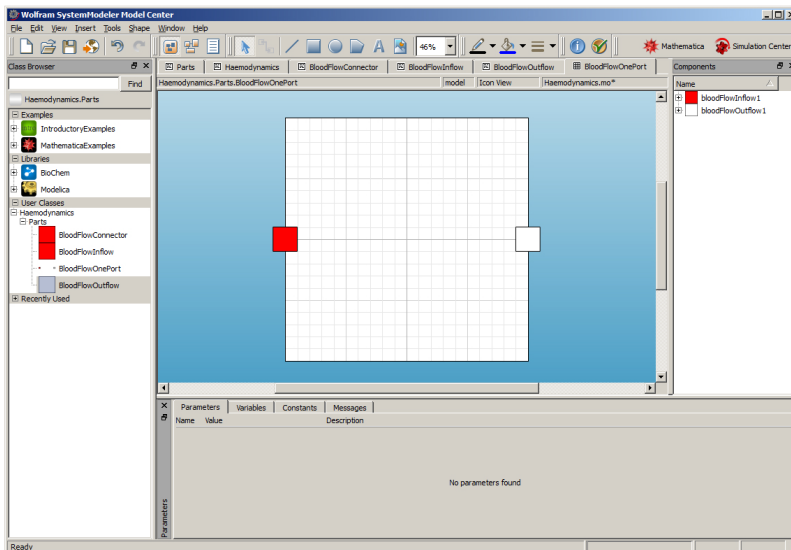 Wolfram SystemModeler Model Center
File Edit View Insert Tools Shape Window Help
46% Mathematica Simulation Center
Class Browser
Find
Haemodynamics.Parts
Examples
IntroductoryExamples
MathematicaExamples
Libraries
BioChem
Modelica
User Classes
Haemodynamics
Parts
BloodFlowConnector
BloodFlowInflow
BloodFlowOnePort
BloodFlowOutflow
Recently Used
Parts Haemodynamics BloodFlowConnector BloodFlowInflow BloodFlowOutflow BloodFlowOnePort
Haemodynamics.Parts.BloodFlowOnePort model Icon View Haemodynamics.mo*
Components
Name
bloodFlowInflow1
bloodFlowOutflow1
Parameters Variables Constants Messages
Name Value Description
No parameters found
Parameters
Ready